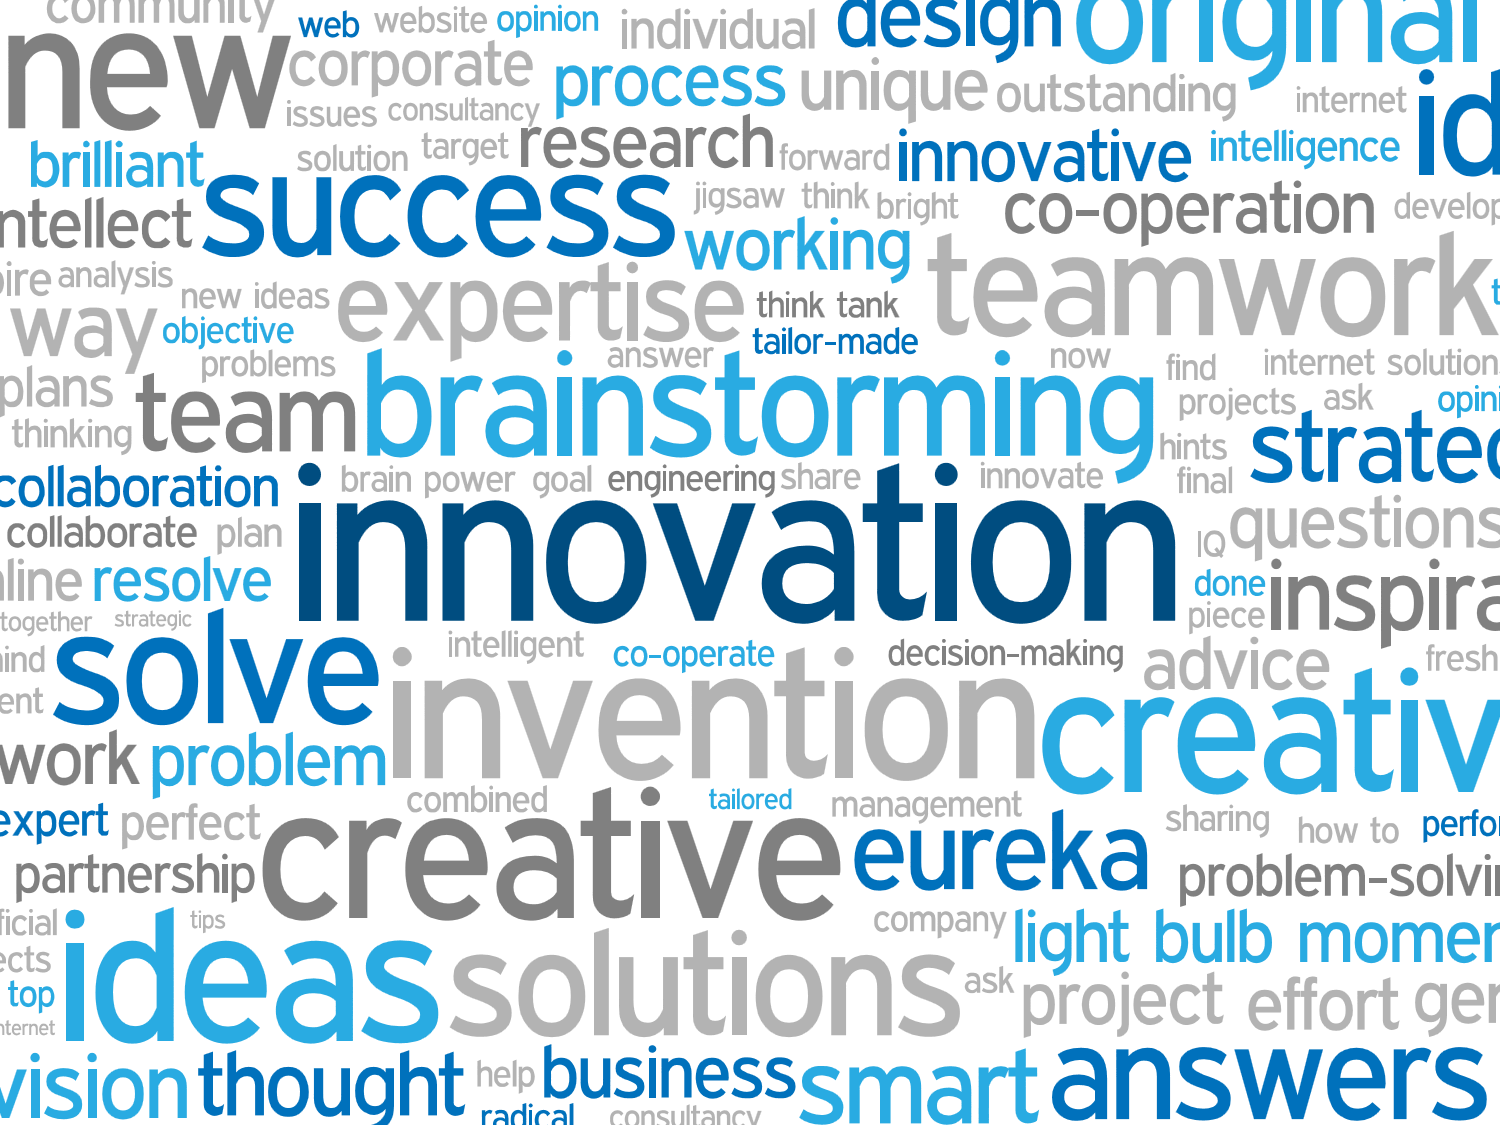 community web website opinion individual design original
new corporate process unique outstanding internet id
issues consultancy
brilliant solution target research forward innovative intelligence
ntellect success jigsaw think bright co-operation develop
working teamwork
ire analysis new ideas expertise think tank
way objective tailor-made
problems answer now find internet solution
plans team brainstorming projects ask opini
thinking hints strateg
collaboration brain power goal engineering share innovate final
collaborate plan innovation IQ questions
line resolve done inspira
together strategic piece
ind solve intelligent co-operate decision-making advice fresh
ent invention creativ
work problem
expert perfect combined tailored management sharing how to perfor
partnership creative eureka problem-solvi
ficial ideas tips company light bulb momen
ects solutions ask project effort gen
top
nternet
vision thought help business smart answers
radical consultancy